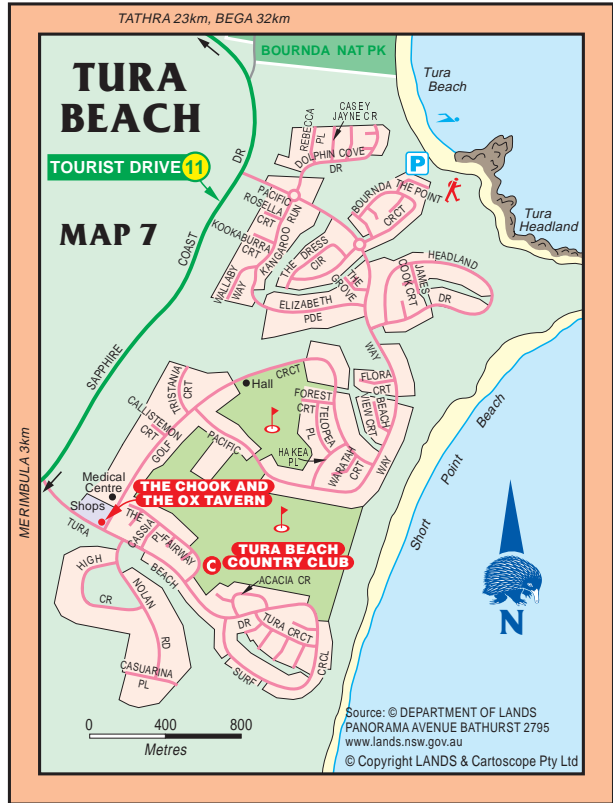 TATHRA 23km, BEGA 32km
BOURNDA NAT PK
TURA
BEACH
TOURIST DRIVE 11
MAP 7
Tura
Beach
P
Tura
Headland
CASEY
JAYNE CR
REBECCA
PL
DOLPHIN COVE
DR
PACIFIC
ROSELLA
CRT
KOOKABURRA
CRT
KANGAROO RUN
WALLABY
WAY
BOURNDA
THE POINT
CRCT
THE DRESS
CIR
THE
GROVE
ELIZABETH
PDE
HEADLAND
JAMES
COOK CRT
DR
WAY
SAPPHIRE
COAST
DR
TRISTANIA
CRT
Hall
CRCT
CALLISTEMON
CRT
GOLF
PACIFIC
FOREST
CRT
TELOPEA
PL
HAKEA
PL
WARATAH
CRT
FLORA
CRT
BEACH
VIEW CRT
WAY
Short
Point
Beach
MERIMBULA 3km
Medical
Centre
Shops
THE CHOOK AND
THE OX TAVERN
TURA
BEACH
THE
FAIRWAY
CASSIA
PL
C
TURA BEACH
COUNTRY CLUB
ACACIA CR
DR
TURA CRCT
SURF
CRCL
HIGH
CR
NOLAN
RD
CASUARINA
PL
N
0 400 800
Metres
Source: © DEPARTMENT OF LANDS
PANORAMA AVENUE BATHURST 2795
www.lands.nsw.gov.au
© Copyright LANDS & Cartoscope Pty Ltd